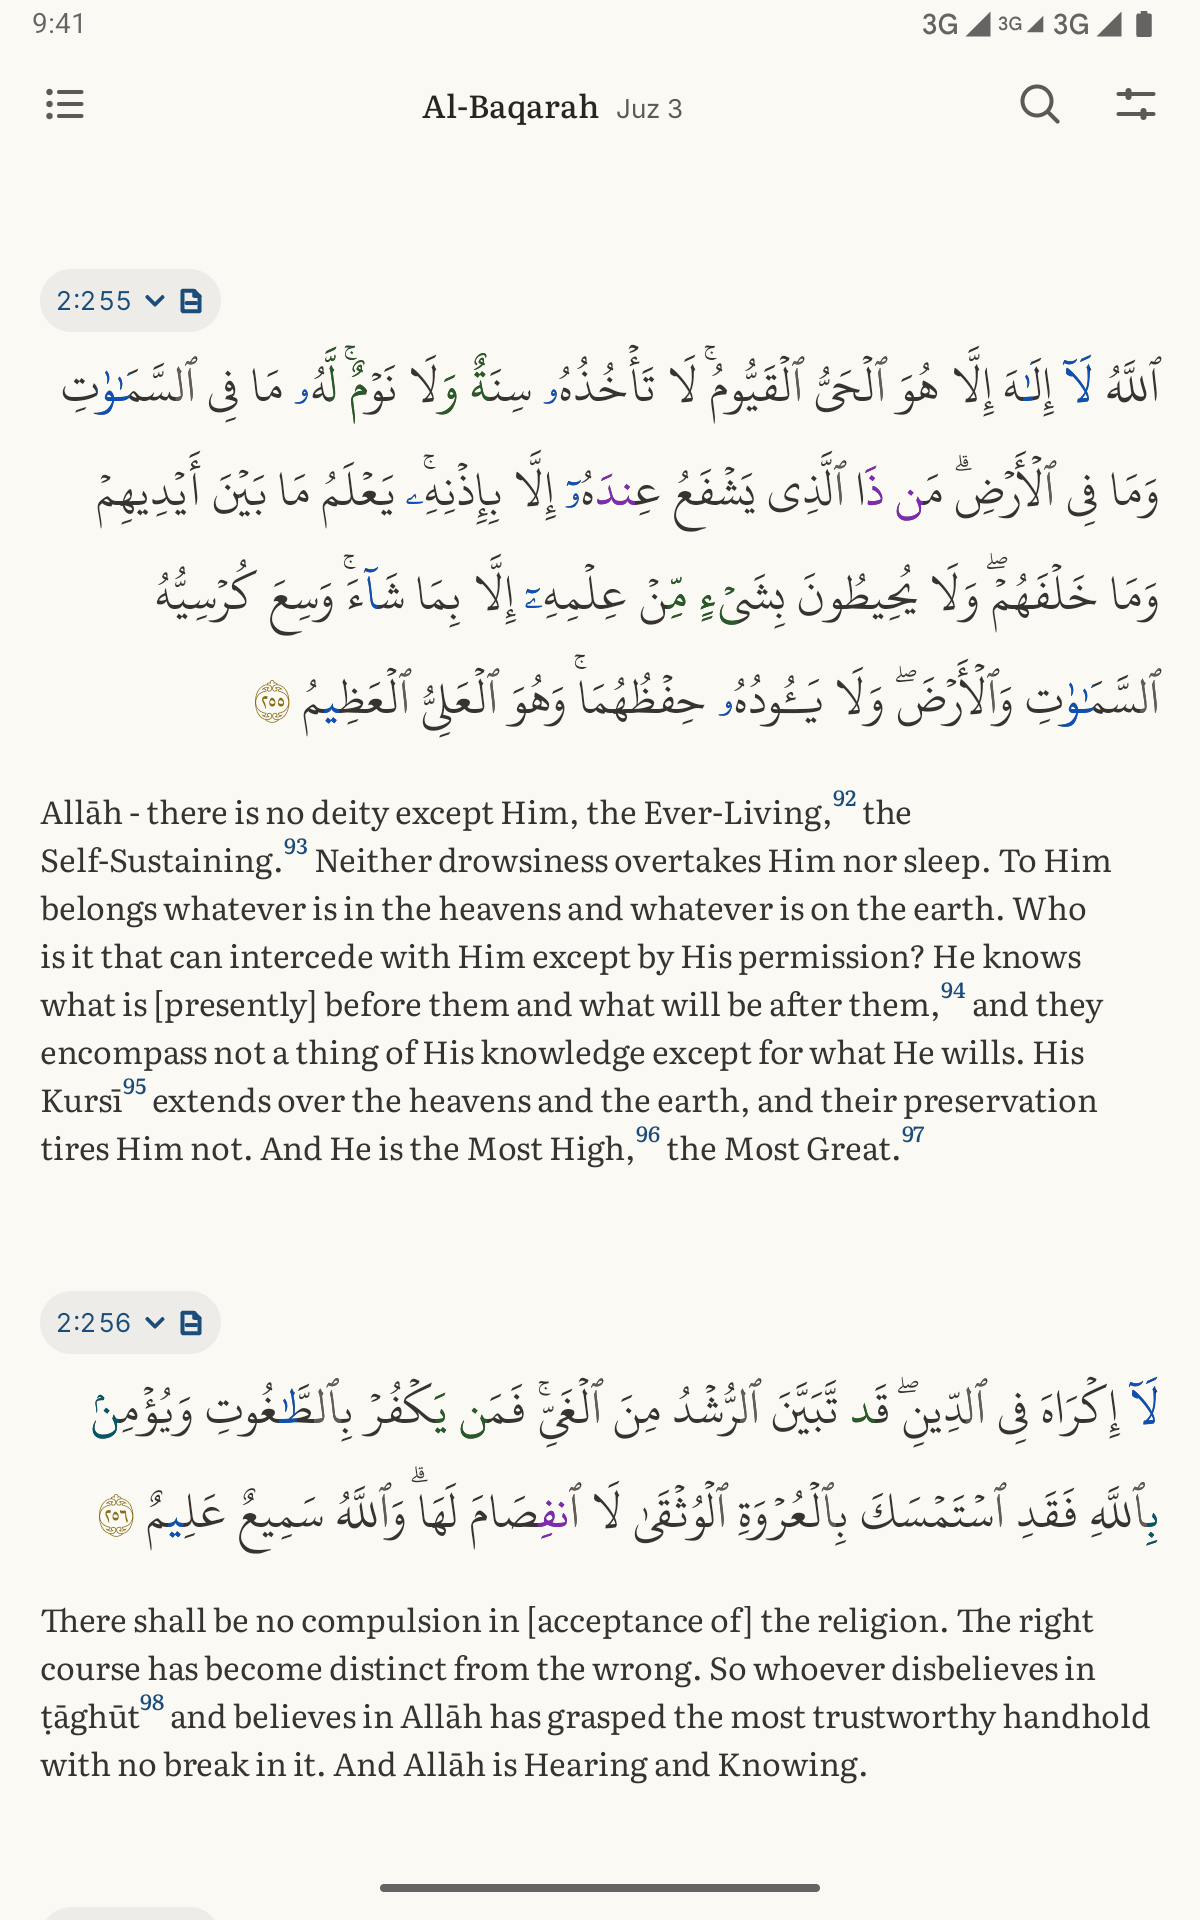 9:41
3G 3G 3G
Al-Baqarah Juz 3
2:255
ٱللَّهُ لَآ إِلَـٰهَ إِلَّا هُوَ ٱلْحَىُّ ٱلْقَيُّومُ ۚ لَا تَأْخُذُهُۥ سِنَةٌ وَلَا نَوْمٌ ۚ لَّهُۥ مَا فِى ٱلسَّمَـٰوَٰتِ
وَمَا فِى ٱلْأَرْضِ ۗ مَن ذَا ٱلَّذِى يَشْفَعُ عِندَهُۥٓ إِلَّا بِإِذْنِهِۦ ۚ يَعْلَمُ مَا بَيْنَ أَيْدِيهِمْ
وَمَا خَلْفَهُمْ ۖ وَلَا يُحِيطُونَ بِشَىْءٍ مِّنْ عِلْمِهِۦٓ إِلَّا بِمَا شَآءَ ۚ وَسِعَ كُرْسِيُّهُ
ٱلسَّمَـٰوَٰتِ وَٱلْأَرْضَ ۖ وَلَا يَـُٔودُهُۥ حِفْظُهُمَا ۚ وَهُوَ ٱلْعَلِىُّ ٱلْعَظِيمُ ٢٥٥
Allāh - there is no deity except Him, the Ever-Living,92 the
Self-Sustaining.93 Neither drowsiness overtakes Him nor sleep. To Him
belongs whatever is in the heavens and whatever is on the earth. Who
is it that can intercede with Him except by His permission? He knows
what is [presently] before them and what will be after them,94 and they
encompass not a thing of His knowledge except for what He wills. His
Kursī95 extends over the heavens and the earth, and their preservation
tires Him not. And He is the Most High,96 the Most Great.97
2:256
لَآ إِكْرَاهَ فِى ٱلدِّينِ ۖ قَد تَّبَيَّنَ ٱلرُّشْدُ مِنَ ٱلْغَىِّ ۚ فَمَن يَكْفُرْ بِٱلطَّـٰغُوتِ وَيُؤْمِنۢ
بِٱللَّهِ فَقَدِ ٱسْتَمْسَكَ بِٱلْعُرْوَةِ ٱلْوُثْقَىٰ لَا ٱنفِصَامَ لَهَا ۗ وَٱللَّهُ سَمِيعٌ عَلِيمٌ ٢٥٦
There shall be no compulsion in [acceptance of] the religion. The right
course has become distinct from the wrong. So whoever disbelieves in
ṭāghūt98 and believes in Allāh has grasped the most trustworthy handhold
with no break in it. And Allāh is Hearing and Knowing.